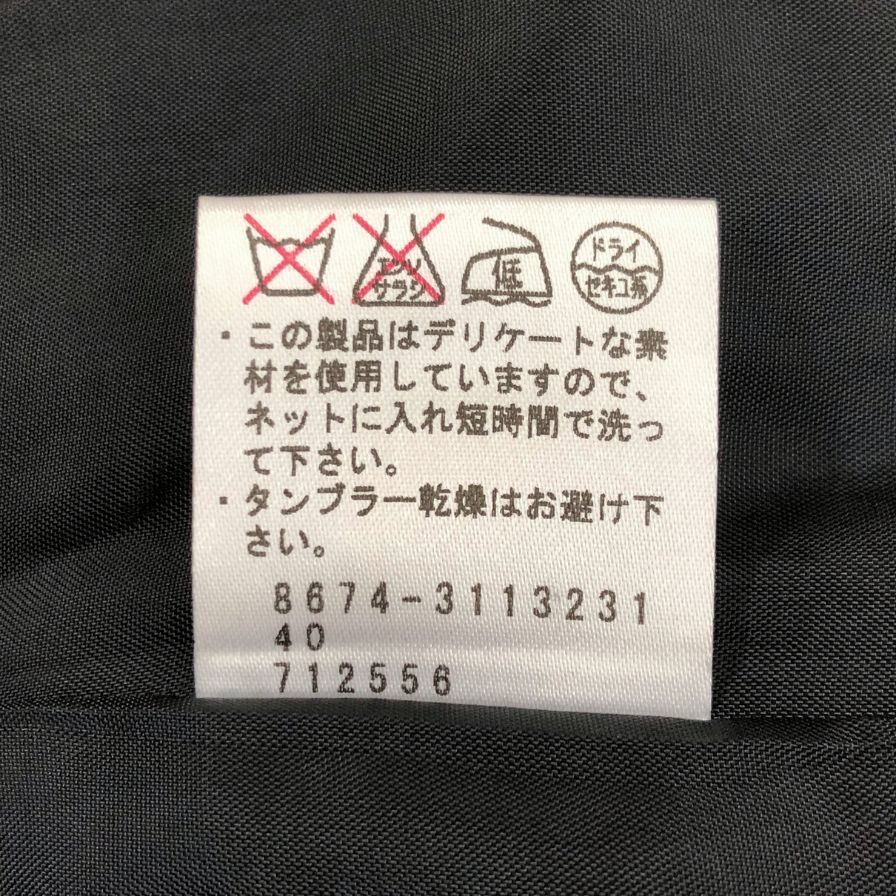 エンソ
サラシ
低
ドライ
セキユ系
・この製品はデリケートな素
材を使用していますので、
ネットに入れ短時間で洗っ
て下さい。
・タンブラー乾燥はお避け下
さい。
8674-3113231
40
712556